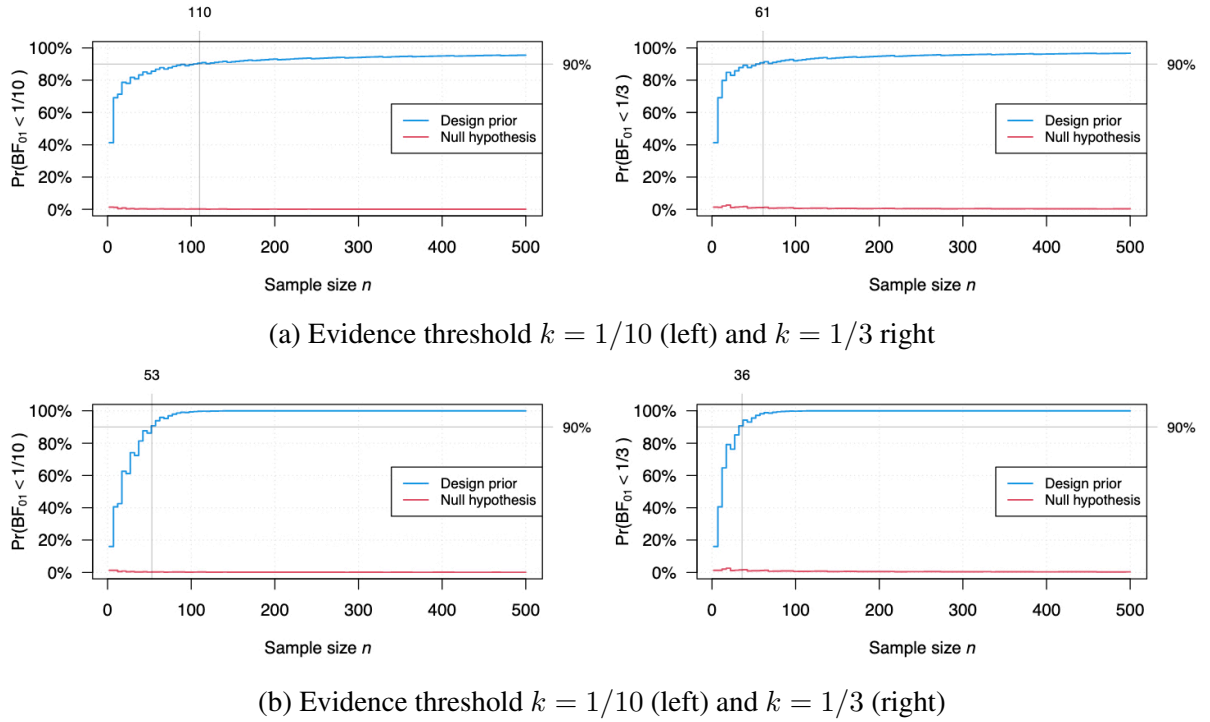 110
Pr(BF₀₁ < 1/10 )
100%
80%
60%
40%
20%
0%
90%
Design prior
Null hypothesis
0 100 200 300 400 500
Sample size n
61
Pr(BF₀₁ < 1/3 )
100%
80%
60%
40%
20%
0%
90%
Design prior
Null hypothesis
0 100 200 300 400 500
Sample size n
(a) Evidence threshold k = 1/10 (left) and k = 1/3 right
53
Pr(BF₀₁ < 1/10 )
100%
80%
60%
40%
20%
0%
90%
Design prior
Null hypothesis
0 100 200 300 400 500
Sample size n
36
Pr(BF₀₁ < 1/3 )
100%
80%
60%
40%
20%
0%
90%
Design prior
Null hypothesis
0 100 200 300 400 500
Sample size n
(b) Evidence threshold k = 1/10 (left) and k = 1/3 (right)